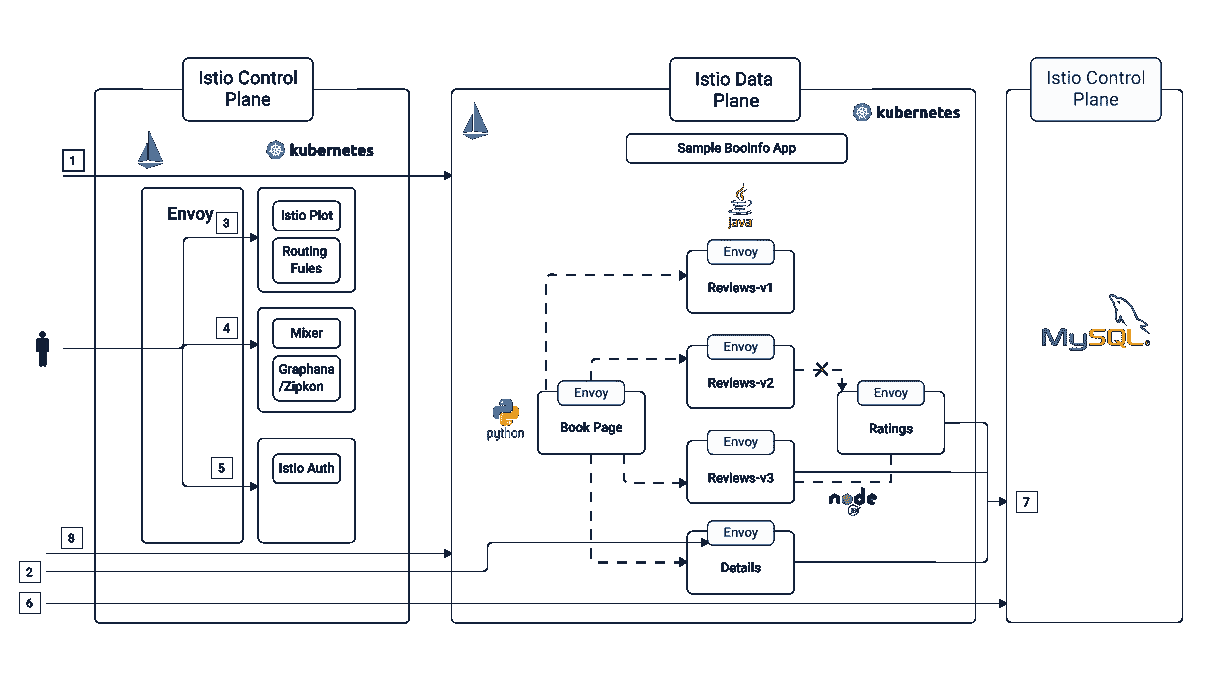 Istio Control
Plane
Istio Data
Plane
Istio Control
Plane
kubernetes
kubernetes
Sample Booinfo App
1
java
Envoy
3
Istio Plot
Routing
Fules
Envoy
Reviews-v1
4
Mixer
Graphana
/Zipkon
Envoy
Reviews-v2
MySQL
python
Envoy
Book Page
Envoy
Ratings
5
Istio Auth
Envoy
Reviews-v3
node
JS
7
8
Envoy
Details
2
6